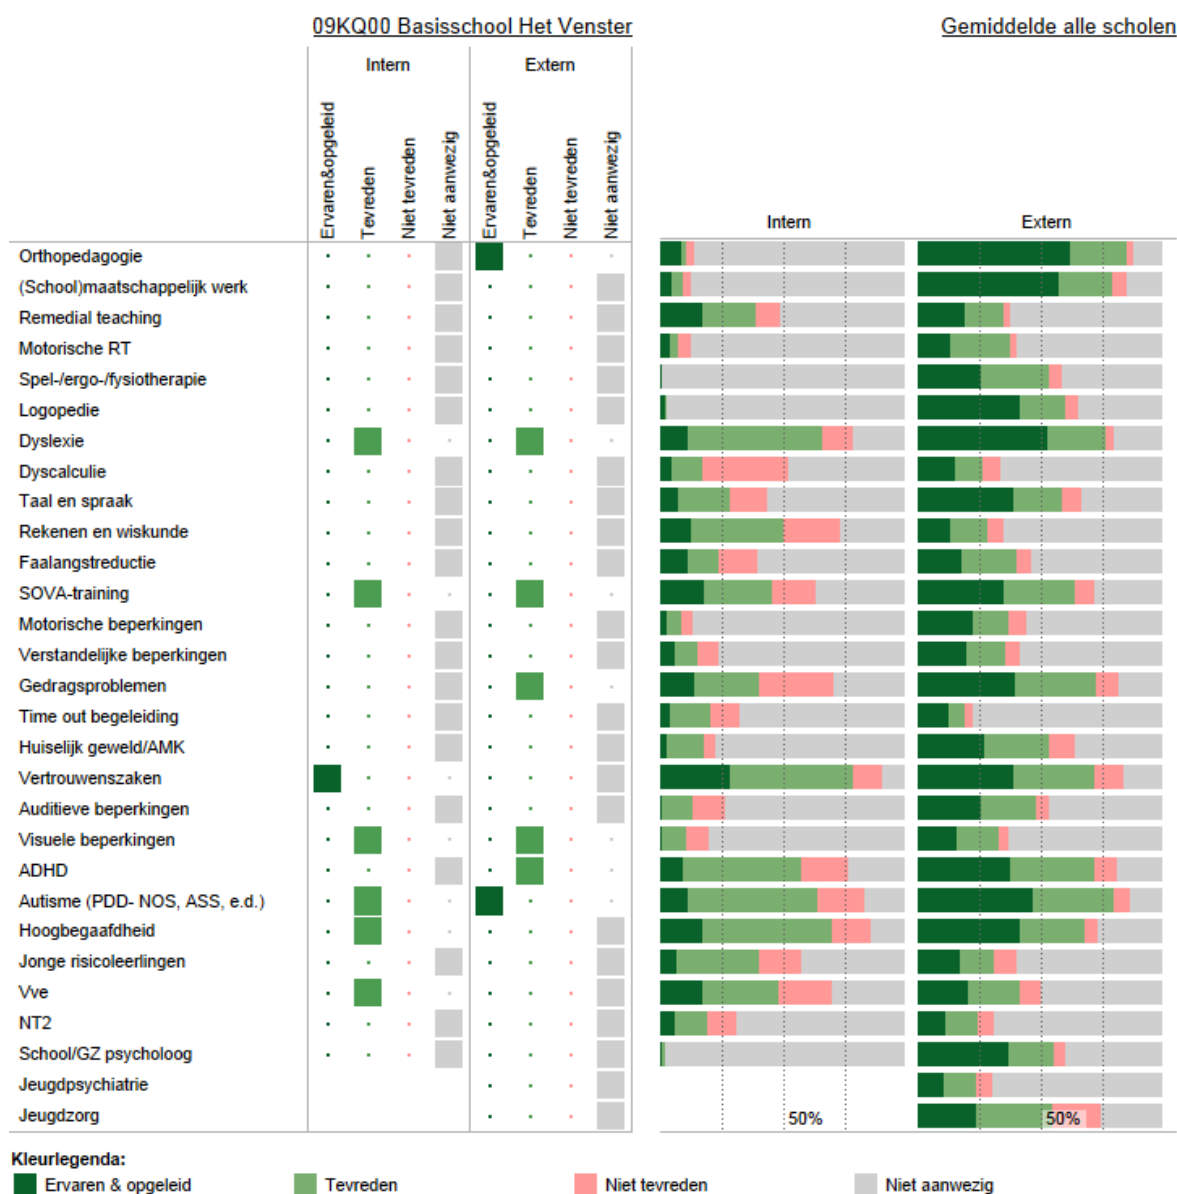 09KQ00 Basisschool Het Venster
Gemiddelde alle scholen
Intern
Extern
Ervaren&opgeleid
Tevreden
Niet tevreden
Niet aanwezig
Ervaren&opgeleid
Tevreden
Niet tevreden
Niet aanwezig
Intern
Extern
Orthopedagogie
(School)maatschappelijk werk
Remedial teaching
Motorische RT
Spel-/ergo-/fysiotherapie
Logopedie
Dyslexie
Dyscalculie
Taal en spraak
Rekenen en wiskunde
Faalangstreductie
SOVA-training
Motorische beperkingen
Verstandelijke beperkingen
Gedragsproblemen
Time out begeleiding
Huiselijk geweld/AMK
Vertrouwenszaken
Auditieve beperkingen
Visuele beperkingen
ADHD
Autisme (PDD- NOS, ASS, e.d.)
Hoogbegaafdheid
Jonge risicoleerlingen
Vve
NT2
School/GZ psycholoog
Jeugdpsychiatrie
Jeugdzorg
50%
50%
Kleurlegenda:
Ervaren & opgeleid
Tevreden
Niet tevreden
Niet aanwezig